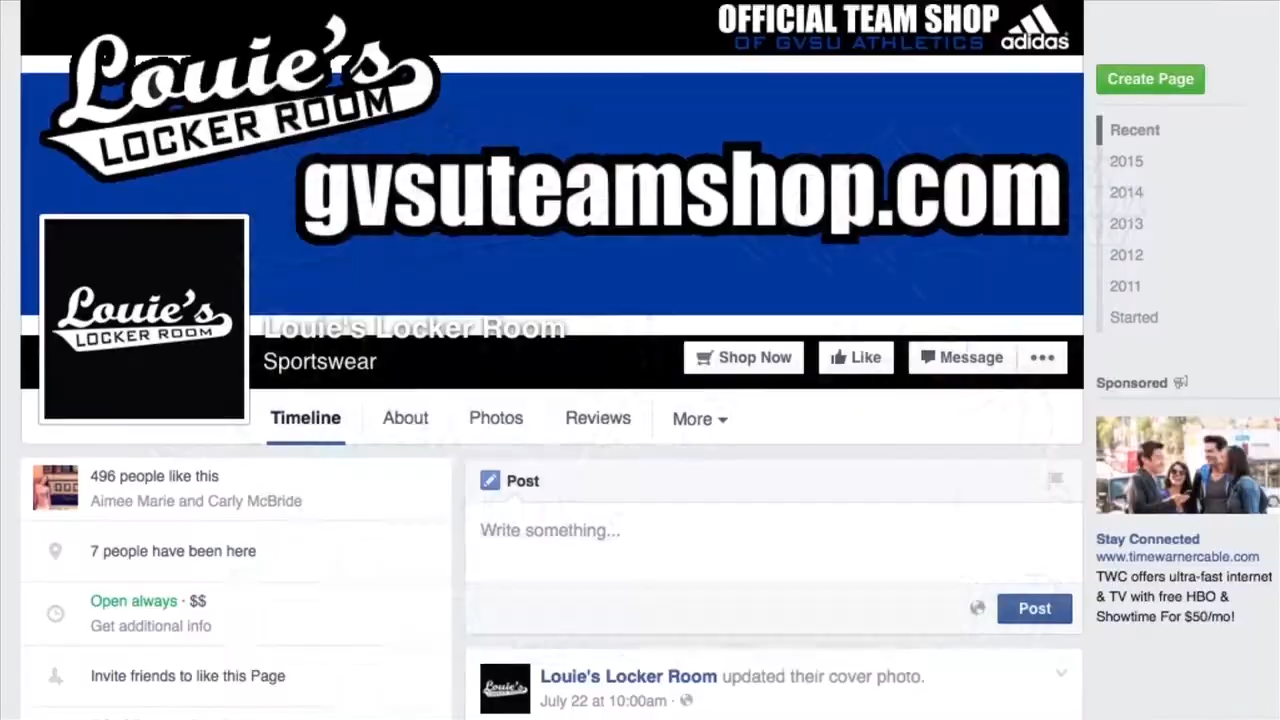 OFFICIAL TEAM SHOP
OF GVSU ATHLETICS
adidas
Louie's
LOCKER ROOM
gvsuteamshop.com
Louie's
LOCKER ROOM
Louie's Locker Room
Sportswear
Shop Now
Like
Message
•••
Timeline
About
Photos
Reviews
More
496 people like this
Aimee Marie and Carly McBride
7 people have been here
Open always · $$
Get additional info
Invite friends to like this Page
Post
Write something...
Post
Louie's
LOCKER ROOM
Louie's Locker Room updated their cover photo.
July 22 at 10:00am ·
Create Page
Recent
2015
2014
2013
2012
2011
Started
Sponsored
Stay Connected
www.timewarnercable.com
TWC offers ultra-fast internet
& TV with free HBO &
Showtime For $50/mo!